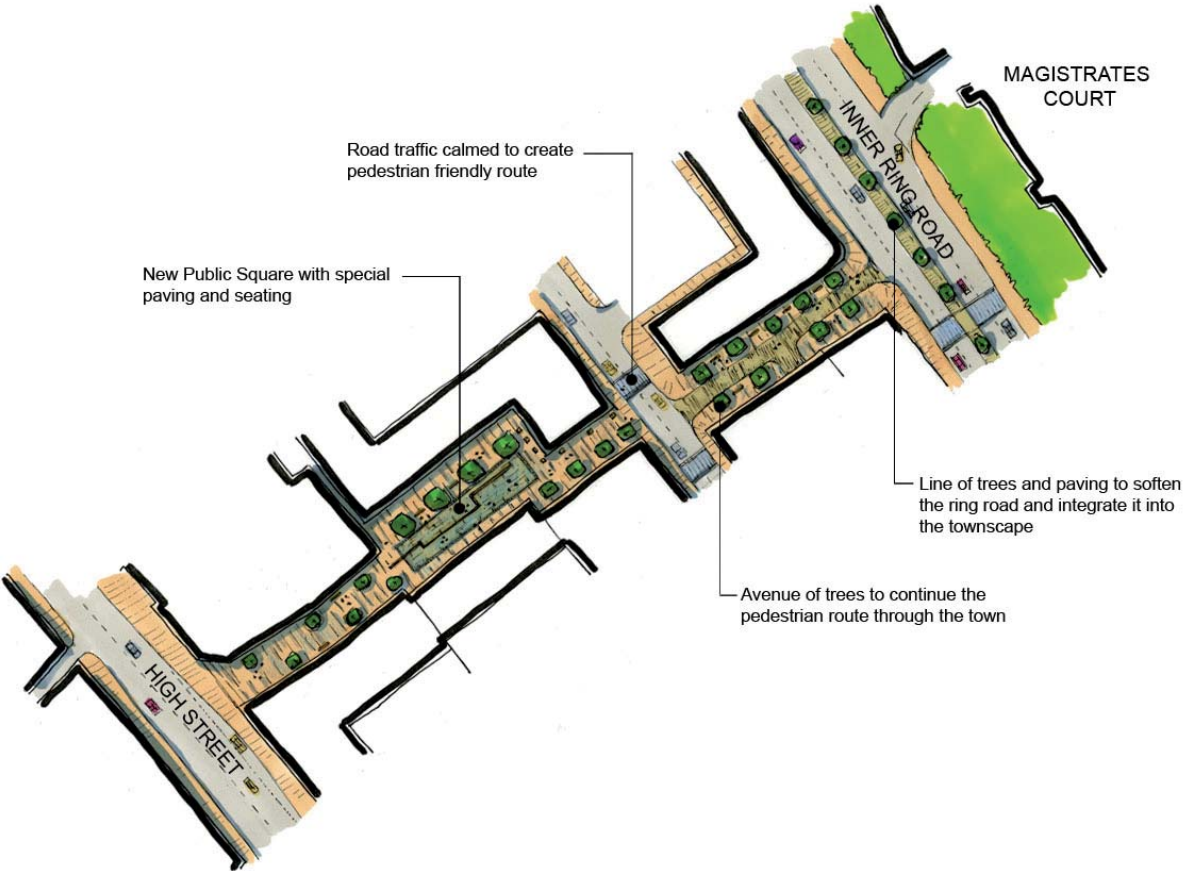 MAGISTRATES
COURT
INNER RING ROAD
Road traffic calmed to create
pedestrian friendly route
New Public Square with special
paving and seating
Line of trees and paving to soften
the ring road and integrate it into
the townscape
Avenue of trees to continue the
pedestrian route through the town
HIGH STREET